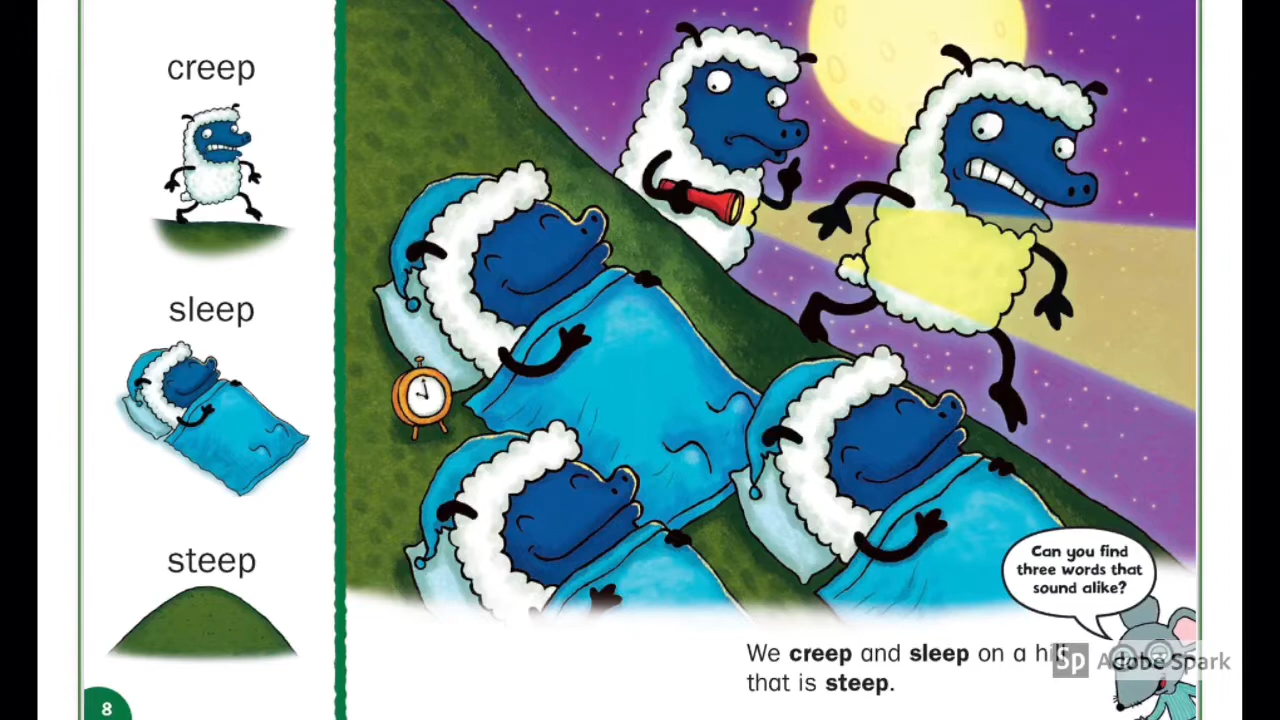 creep
sleep
steep
Can you find
three words that
sound alike?
We creep and sleep on a hill
that is steep.
Sp Adobe Spark
8